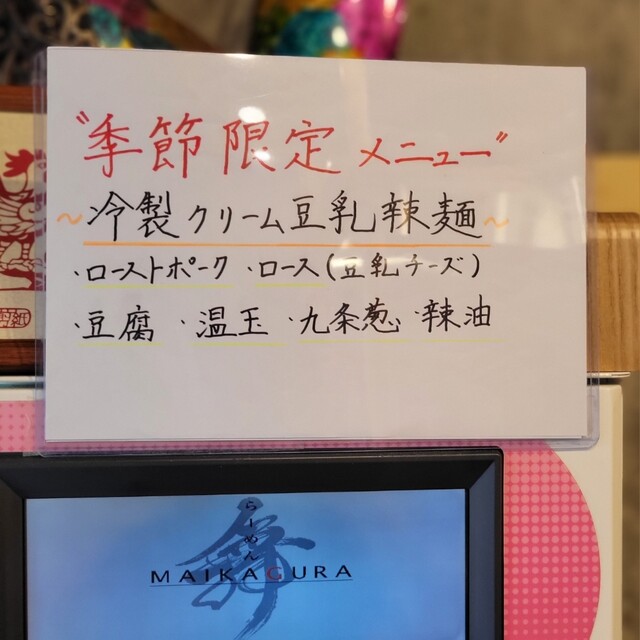 "季節限定メニュー"
~冷製クリーム豆乳辣麺~
・ローストポーク ・ロース(豆乳チーズ)
・豆腐 ・温玉 ・九条葱 ・辣油
らーめん
舞
MAIKAGURA